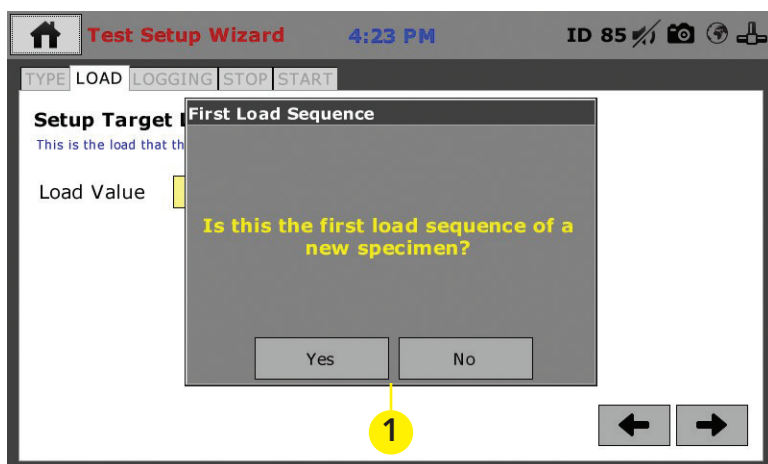 Test Setup Wizard 4:23 PM ID 85
TYPE LOAD LOGGING STOP START
Setup Target
This is the load that th
Load Value
First Load Sequence
Is this the first load sequence of a
new specimen?
Yes No
1